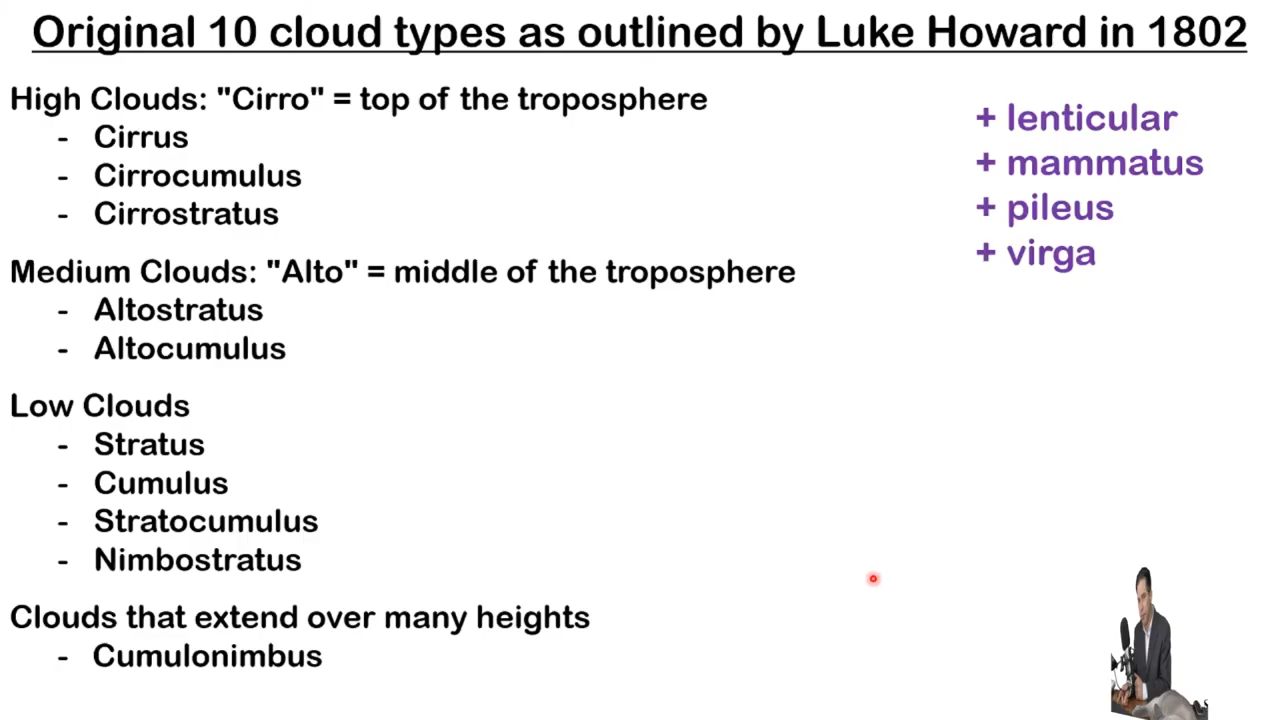 Original 10 cloud types as outlined by Luke Howard in 1802
High Clouds: "Cirro" = top of the troposphere
- Cirrus
- Cirrocumulus
- Cirrostratus
Medium Clouds: "Alto" = middle of the troposphere
- Altostratus
- Altocumulus
Low Clouds
- Stratus
- Cumulus
- Stratocumulus
- Nimbostratus
Clouds that extend over many heights
- Cumulonimbus
+ lenticular
+ mammatus
+ pileus
+ virga